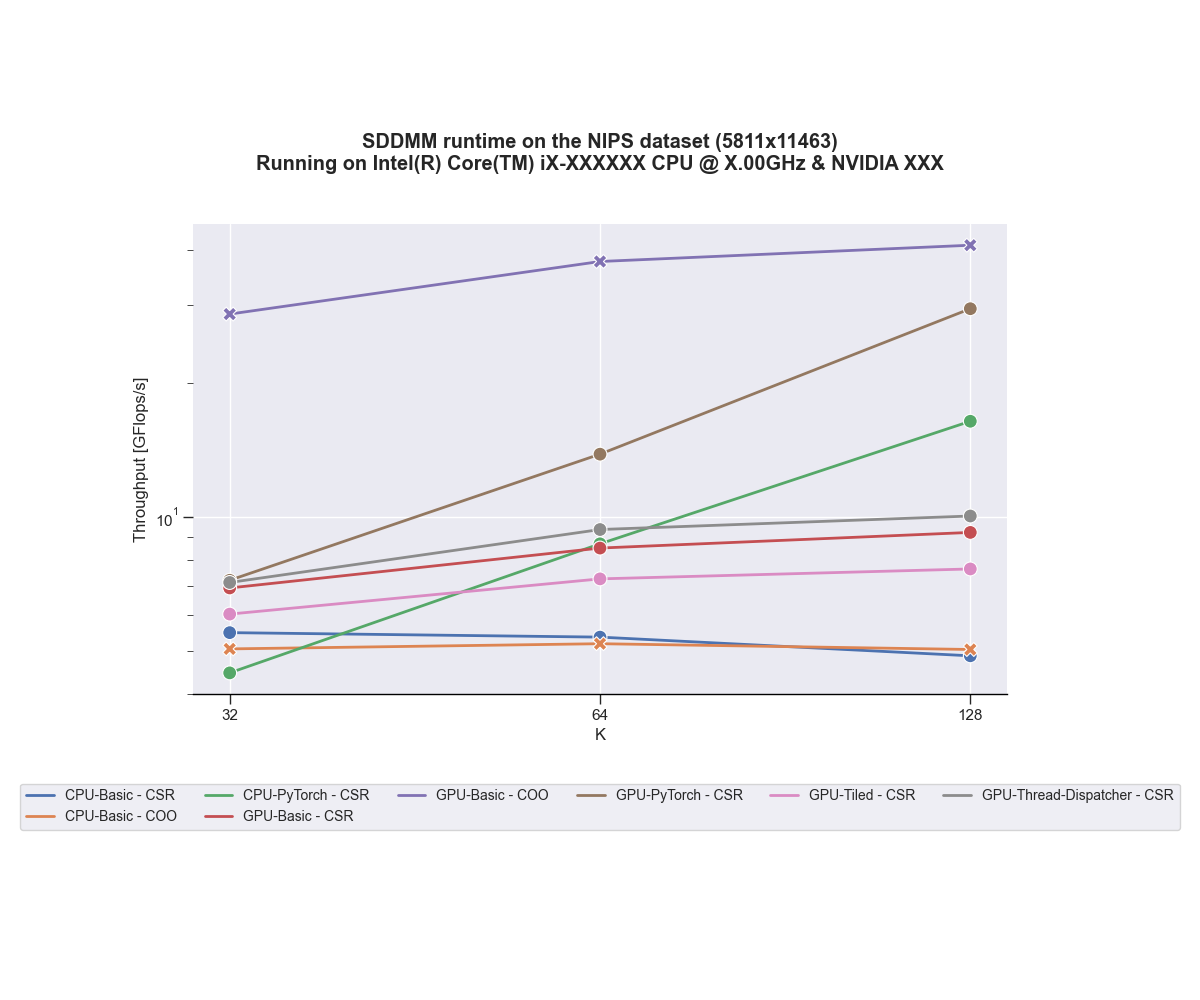 SDDMM runtime on the NIPS dataset (5811x11463)
Running on Intel(R) Core(TM) iX-XXXXXX CPU @ X.00GHz & NVIDIA XXX
Throughput [GFlops/s]
10^1
32 64 128
K
CPU-Basic - CSR CPU-PyTorch - CSR GPU-Basic - COO GPU-PyTorch - CSR GPU-Tiled - CSR GPU-Thread-Dispatcher - CSR
CPU-Basic - COO GPU-Basic - CSR